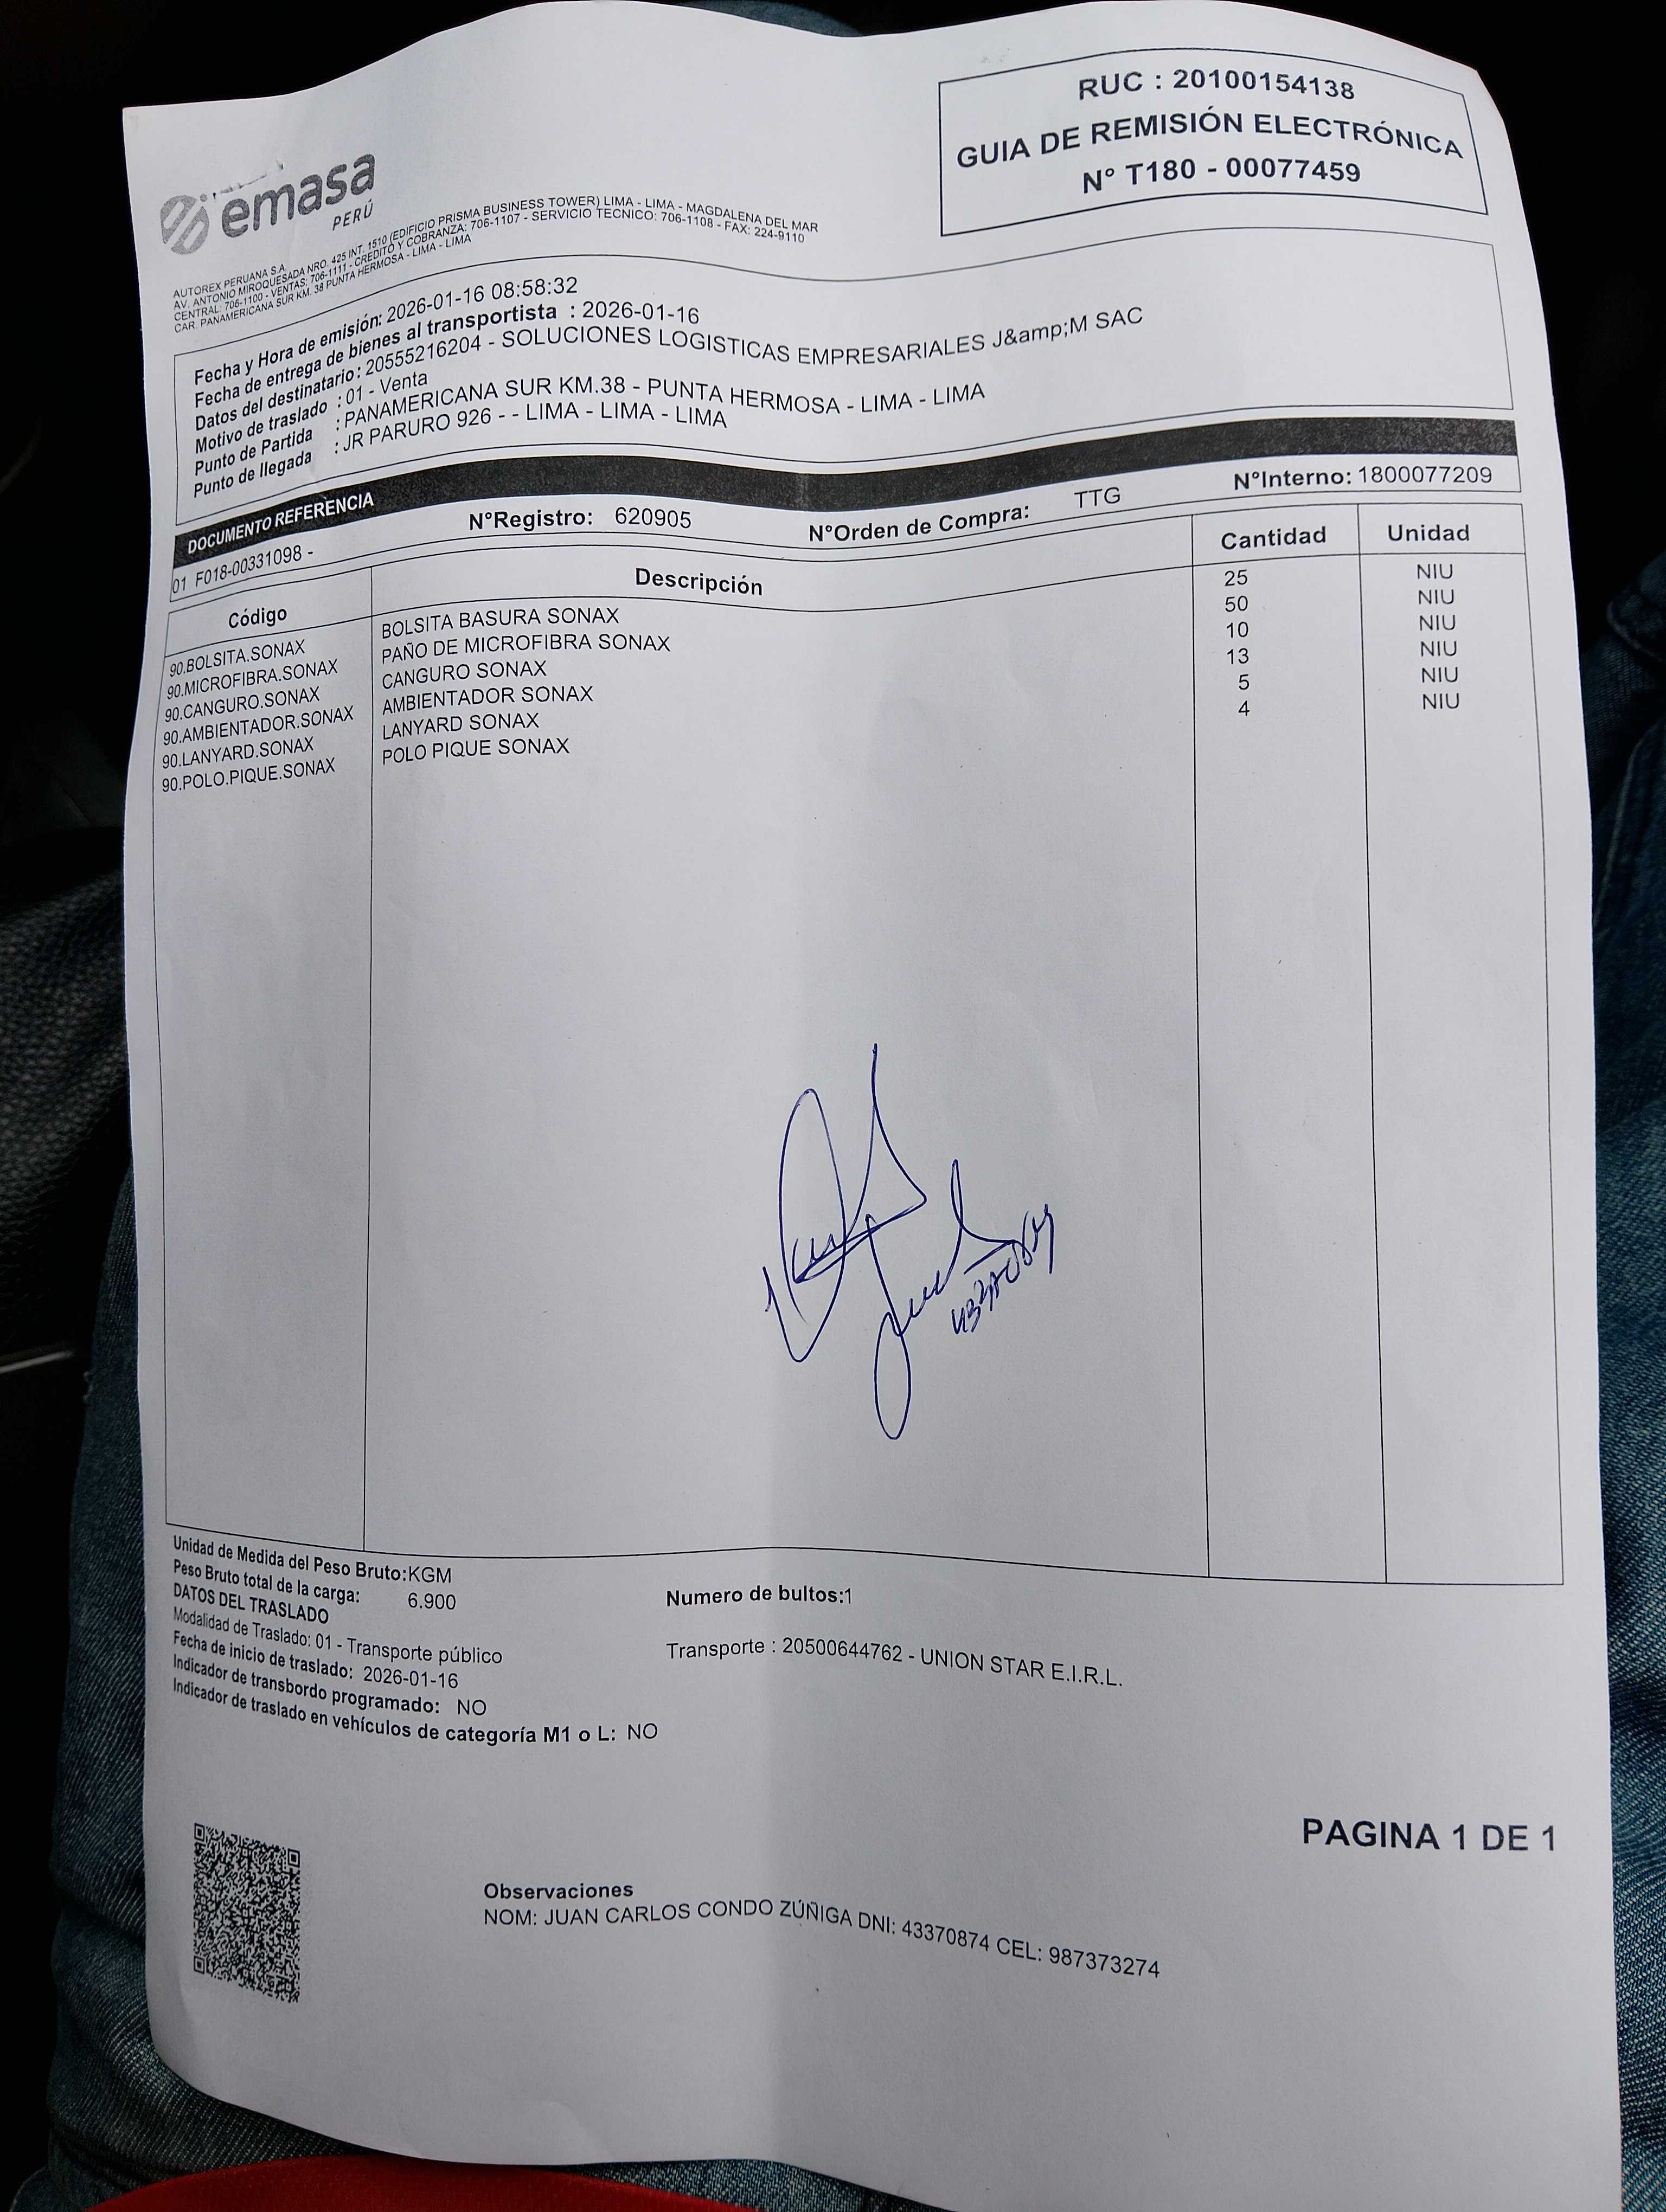 RUC : 20100154138
GUIA DE REMISIÓN ELECTRÓNICA
N° T180 - 00077459
emasa
PERÚ
AUTOREX PERUANA S.A.
AV. ANTONIO MIROQUESADA NRO. 425 INT. 1510 (EDIFICIO PRISMA BUSINESS TOWER) LIMA - LIMA - MAGDALENA DEL MAR
CENTRAL: 706-1100 - VENTAS: 706-1111 - CREDITO Y COBRANZA: 706-1107 - SERVICIO TECNICO: 706-1108 - FAX: 224-9110
CAR. PANAMERICANA SUR KM. 38 PUNTA HERMOSA - LIMA - LIMA
Fecha y Hora de emisión: 2026-01-16 08:58:32
Fecha de entrega de bienes al transportista : 2026-01-16
Datos del destinatario : 20555216204 - SOLUCIONES LOGISTICAS EMPRESARIALES J&amp;M SAC
Motivo de traslado : 01 - Venta
Punto de Partida : PANAMERICANA SUR KM.38 - PUNTA HERMOSA - LIMA - LIMA
Punto de llegada : JR PARURO 926 - - LIMA - LIMA - LIMA
DOCUMENTO REFERENCIA
01 F018-00331098 - N°Registro: 620905 N°Orden de Compra: TTG N°Interno: 1800077209
Código Descripción Cantidad Unidad
90.BOLSITA.SONAX BOLSITA BASURA SONAX 25 NIU
90.MICROFIBRA.SONAX PAÑO DE MICROFIBRA SONAX 50 NIU
90.CANGURO.SONAX CANGURO SONAX 10 NIU
90.AMBIENTADOR.SONAX AMBIENTADOR SONAX 13 NIU
90.LANYARD.SONAX LANYARD SONAX 5 NIU
90.POLO.PIQUE.SONAX POLO PIQUE SONAX 4 NIU
Unidad de Medida del Peso Bruto:KGM
Peso Bruto total de la carga: 6.900 Numero de bultos:1
DATOS DEL TRASLADO
Modalidad de Traslado: 01 - Transporte público Transporte : 20500644762 - UNION STAR E.I.R.L.
Fecha de inicio de traslado: 2026-01-16
Indicador de transbordo programado: NO
Indicador de traslado en vehículos de categoría M1 o L: NO
PAGINA 1 DE 1
Observaciones
NOM: JUAN CARLOS CONDO ZÚÑIGA DNI: 43370874 CEL: 987373274